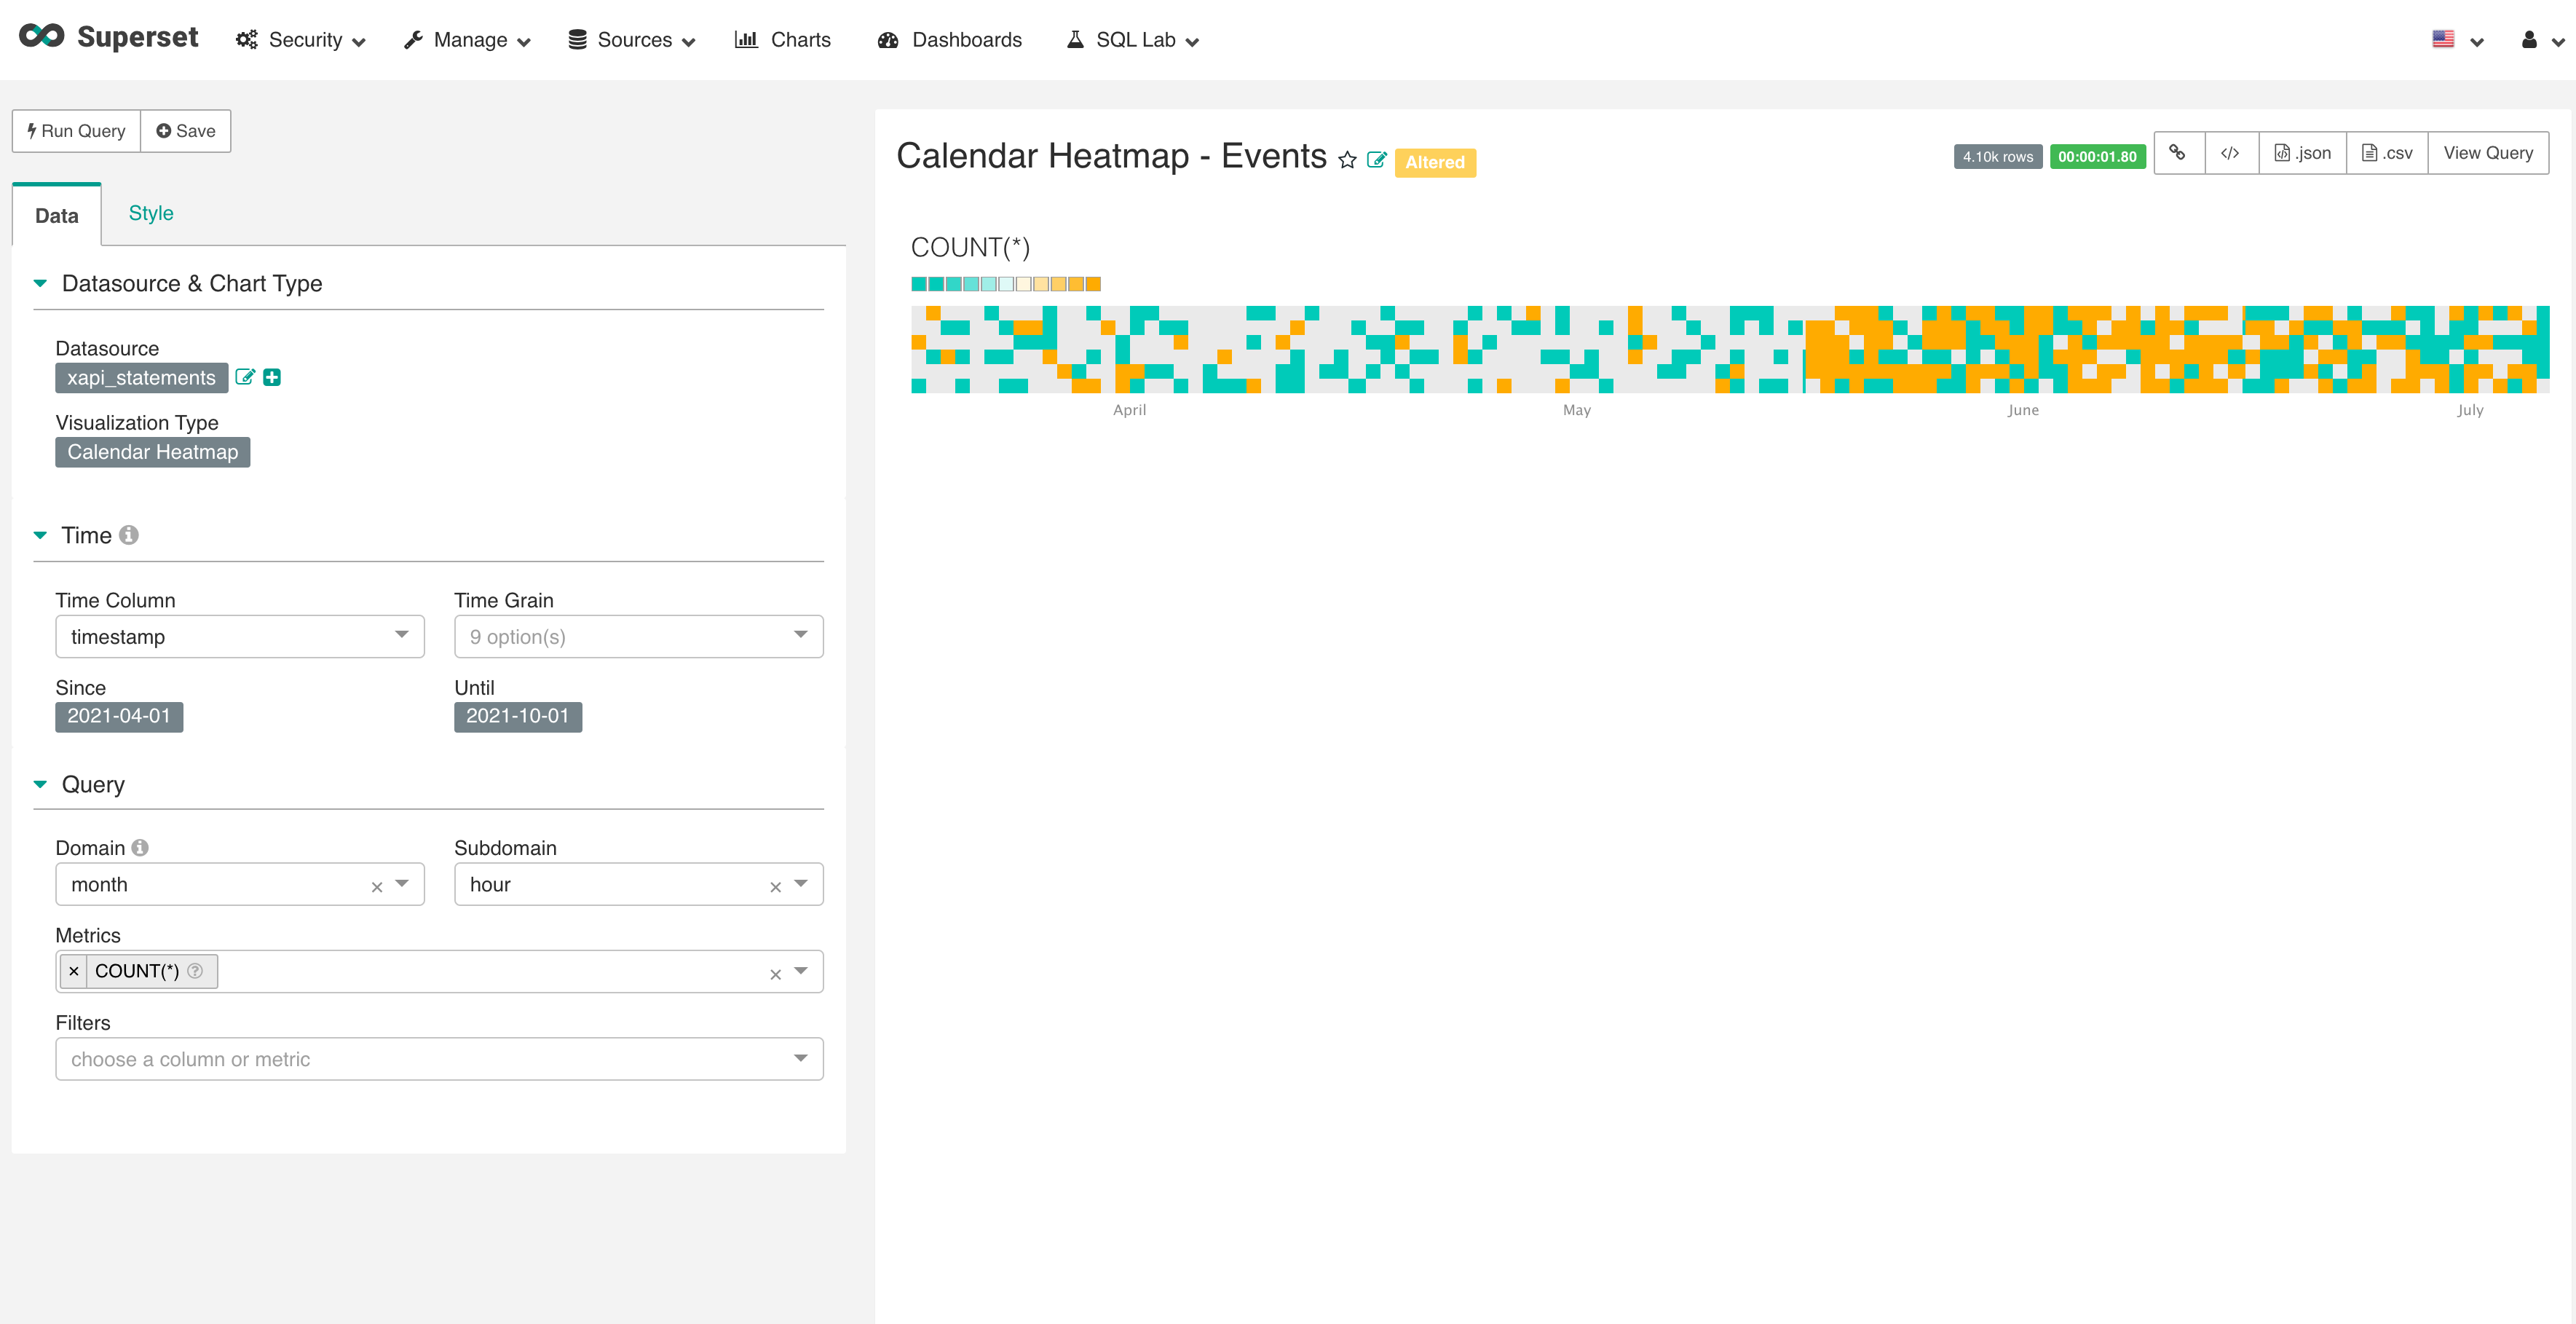 Superset Security Manage Sources Charts Dashboards SQL Lab
Run Query Save
Data Style
Datasource & Chart Type
Datasource
xapi_statements
Visualization Type
Calendar Heatmap
Time
Time Column Time Grain
timestamp 9 option(s)
Since Until
2021-04-01 2021-10-01
Query
Domain Subdomain
month × hour ×
Metrics
× COUNT(*) ? ×
Filters
choose a column or metric
Calendar Heatmap - Events Altered
4.10k rows 00:00:01.80 </> .json .csv View Query
COUNT(*)
April May June July